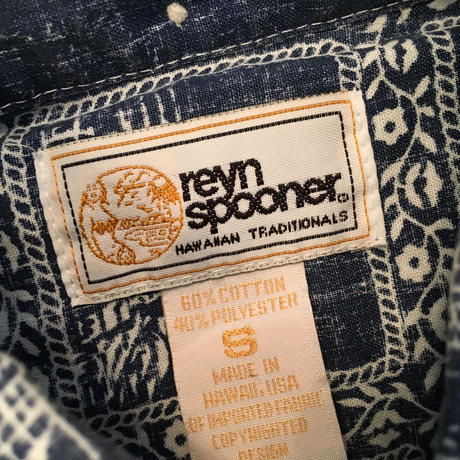 reyn
spooner®
HAWAIIAN TRADITIONALS
60% COTTON
40% POLYESTER
S
MADE IN
HAWAII, USA
OF IMPORTED FABRIC
COPYRIGHTED
DESIGN